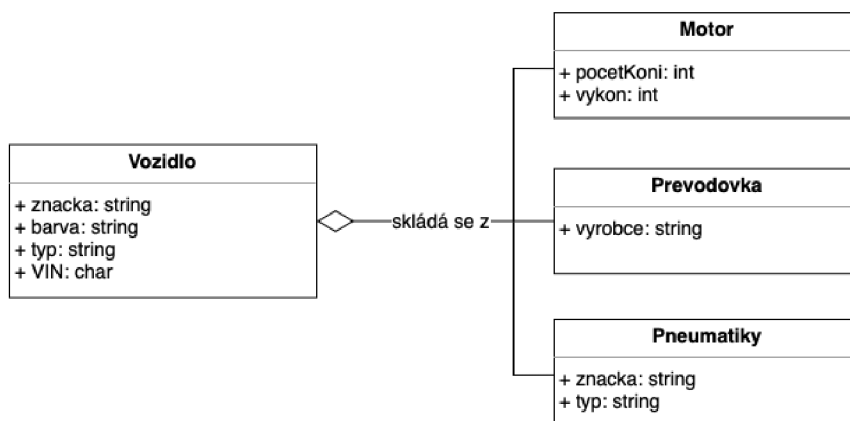 Vozidlo
+ znacka: string
+ barva: string
+ typ: string
+ VIN: char
skládá se z
Motor
+ pocetKoni: int
+ vykon: int
Prevodovka
+ vyrobce: string
Pneumatiky
+ znacka: string
+ typ: string